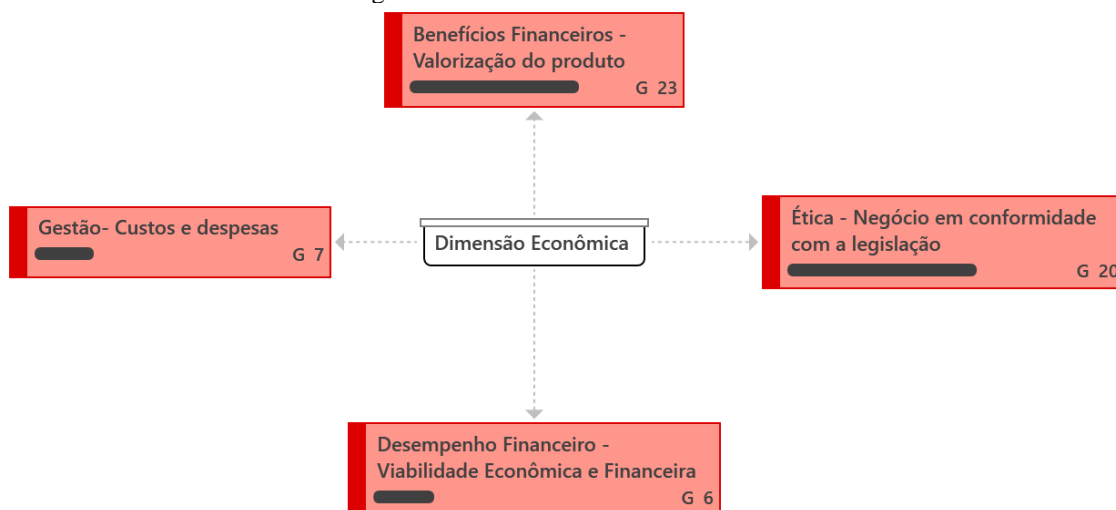 Benefícios Financeiros -
Valorização do produto
G 23
Gestão- Custos e despesas
G 7
Dimensão Econômica
Ética - Negócio em conformidade
com a legislação
G 20
Desempenho Financeiro -
Viabilidade Econômica e Financeira
G 6